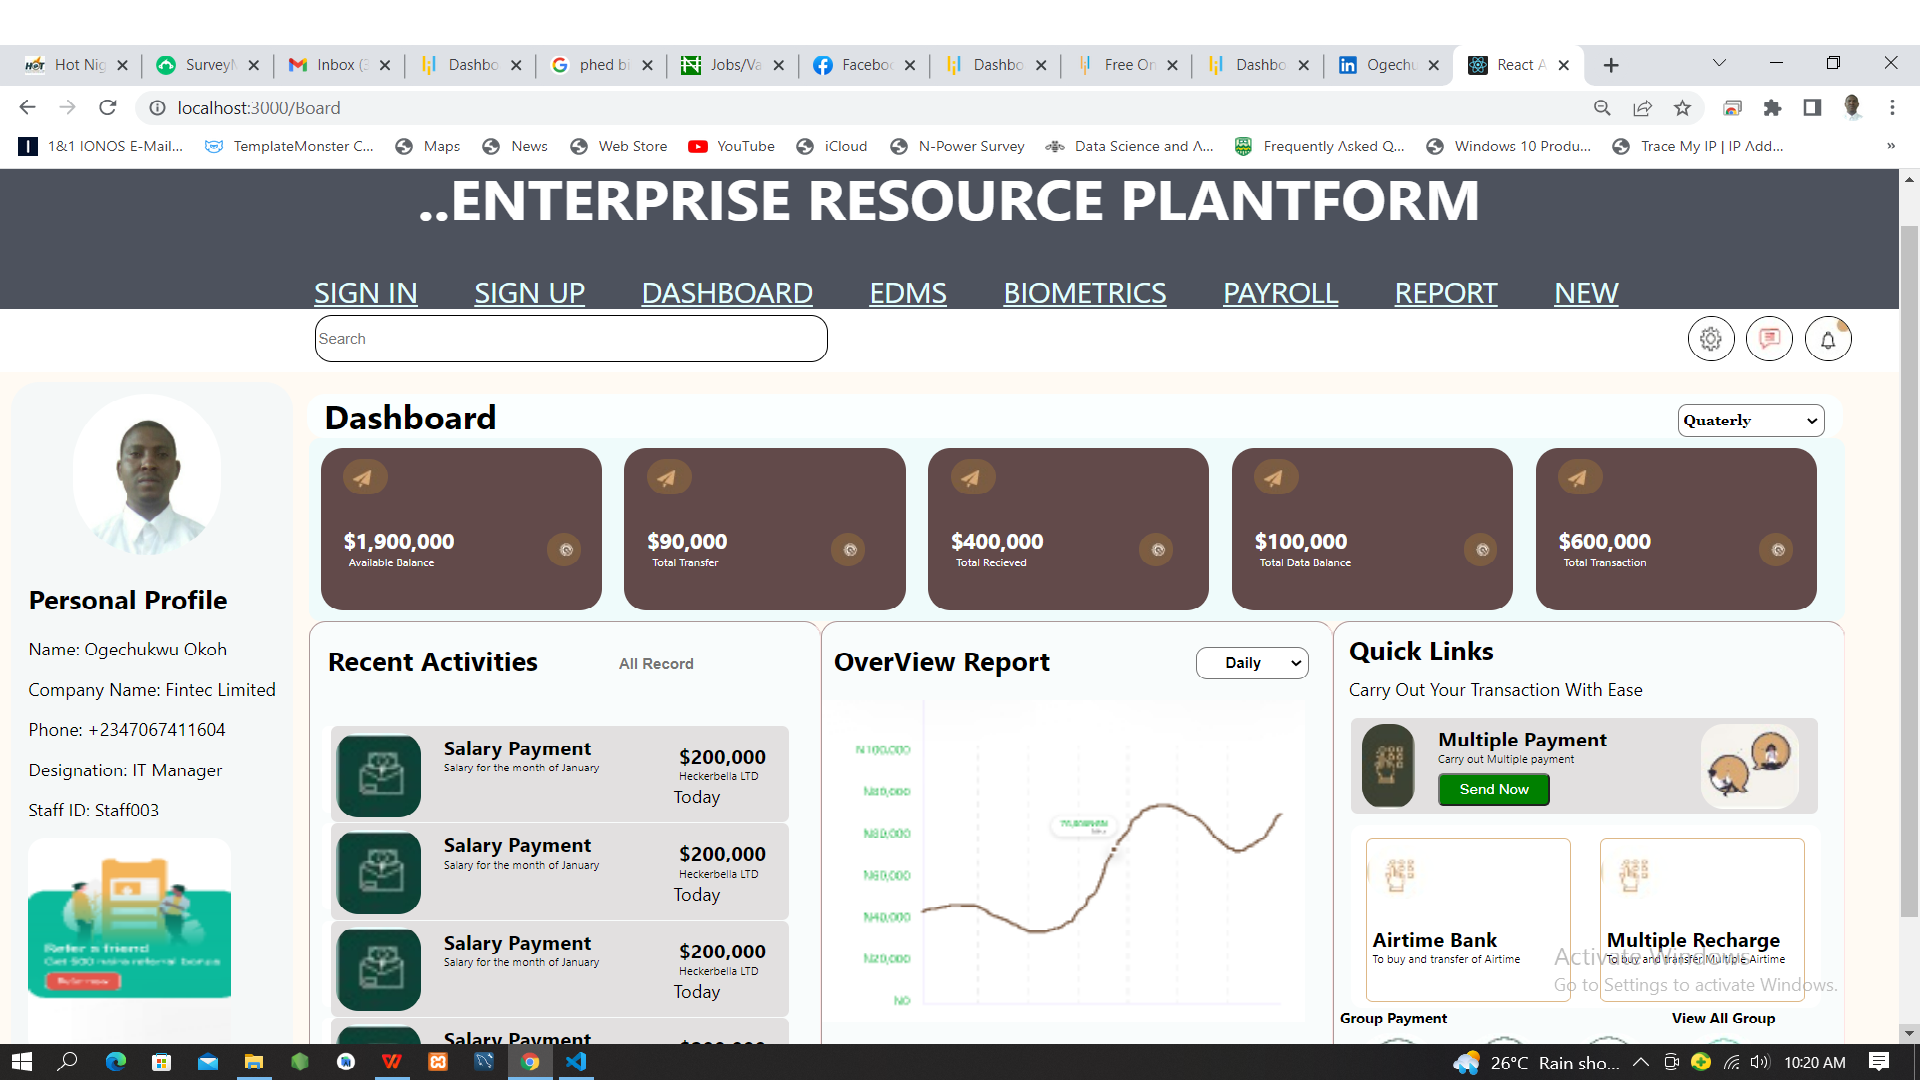 Hot Nig
SurveyM
Inbox (3
Dashbo
phed bi
Jobs/Va
Faceboo
Dashbo
Free On
Dashbo
Ogechu
React A
localhost:3000/Board
1&1 IONOS E-Mail...
TemplateMonster C...
Maps
News
Web Store
YouTube
iCloud
N-Power Survey
Data Science and A...
Frequently Asked Q...
Windows 10 Produ...
Trace My IP | IP Add...
»
..ENTERPRISE RESOURCE PLANTFORM
SIGN IN SIGN UP DASHBOARD EDMS BIOMETRICS PAYROLL REPORT NEW
Search
Dashboard
Quaterly
$1,900,000
Available Balance
$90,000
Total Transfer
$400,000
Total Recieved
$100,000
Total Data Balance
$600,000
Total Transaction
Personal Profile
Name: Ogechukwu Okoh
Company Name: Fintec Limited
Phone: +2347067411604
Designation: IT Manager
Staff ID: Staff003
Refer a friend
Get 500 naira referral bonus
Refer now
Recent Activities
All Record
Salary Payment
Salary for the month of January
$200,000
Heckerbella LTD
Today
Salary Payment
Salary for the month of January
$200,000
Heckerbella LTD
Today
Salary Payment
Salary for the month of January
$200,000
Heckerbella LTD
Today
Salary Payment
$200,000
OverView Report
Daily
N100,000
N80,000
N60,000
N40,000
N20,000
N0
Quick Links
Carry Out Your Transaction With Ease
Multiple Payment
Carry out Multiple payment
Send Now
Airtime Bank
To buy and transfer of Airtime
Multiple Recharge
To buy and transfer Multiple Airtime
Group Payment
View All Group
Activate Windows
Go to Settings to activate Windows.
26°C Rain sho...
10:20 AM